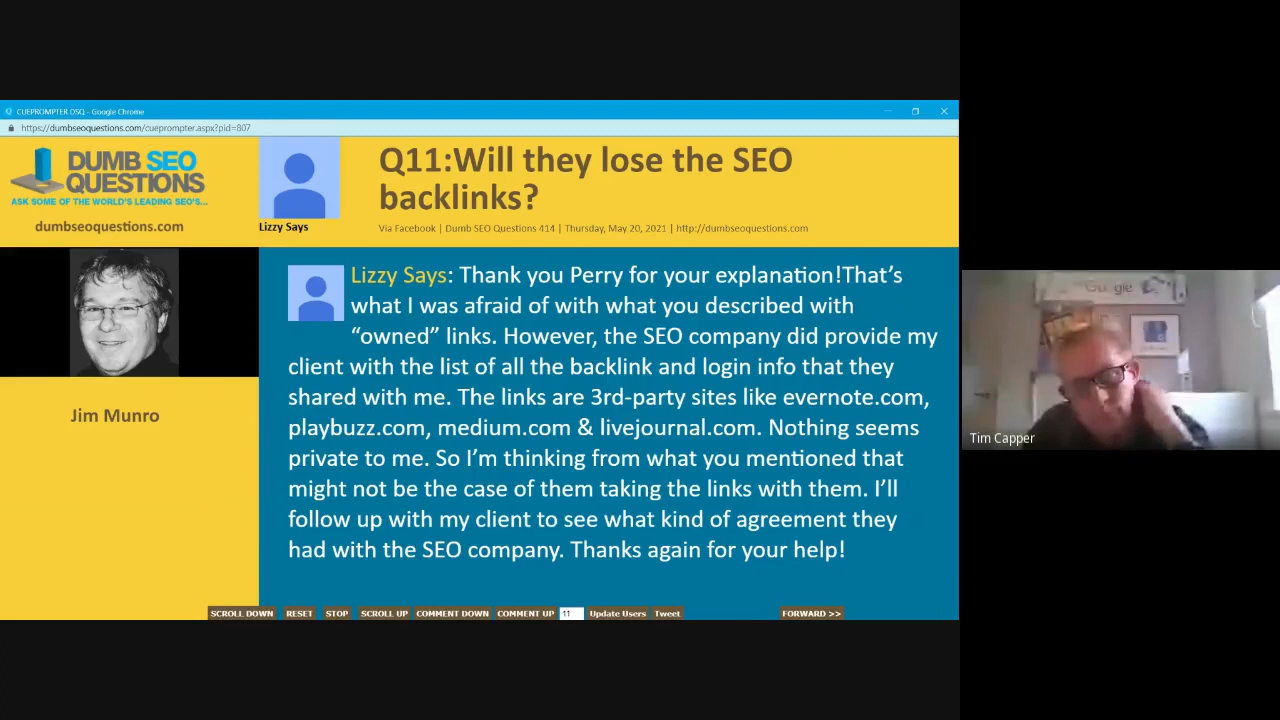 CUEPROMPTER.DSQ - Google Chrome
https://dumbseoquestions.com/cueprompter.aspx?pid=807
DUMB SEO
QUESTIONS
ASK SOME OF THE WORLD'S LEADING SEO'S...
dumbseoquestions.com
Lizzy Says
Q11:Will they lose the SEO
backlinks?
Via Facebook | Dumb SEO Questions 414 | Thursday, May 20, 2021 | http://dumbseoquestions.com
Jim Munro
Lizzy Says: Thank you Perry for your explanation!That’s
what I was afraid of with what you described with
“owned” links. However, the SEO company did provide my
client with the list of all the backlink and login info that they
shared with me. The links are 3rd-party sites like evernote.com,
playbuzz.com, medium.com & livejournal.com. Nothing seems
private to me. So I’m thinking from what you mentioned that
might not be the case of them taking the links with them. I’ll
follow up with my client to see what kind of agreement they
had with the SEO company. Thanks again for your help!
SCROLL DOWN RESET STOP SCROLL UP COMMENT DOWN COMMENT UP 11 Update Users Tweet FORWARD >>
Google
Tim Capper